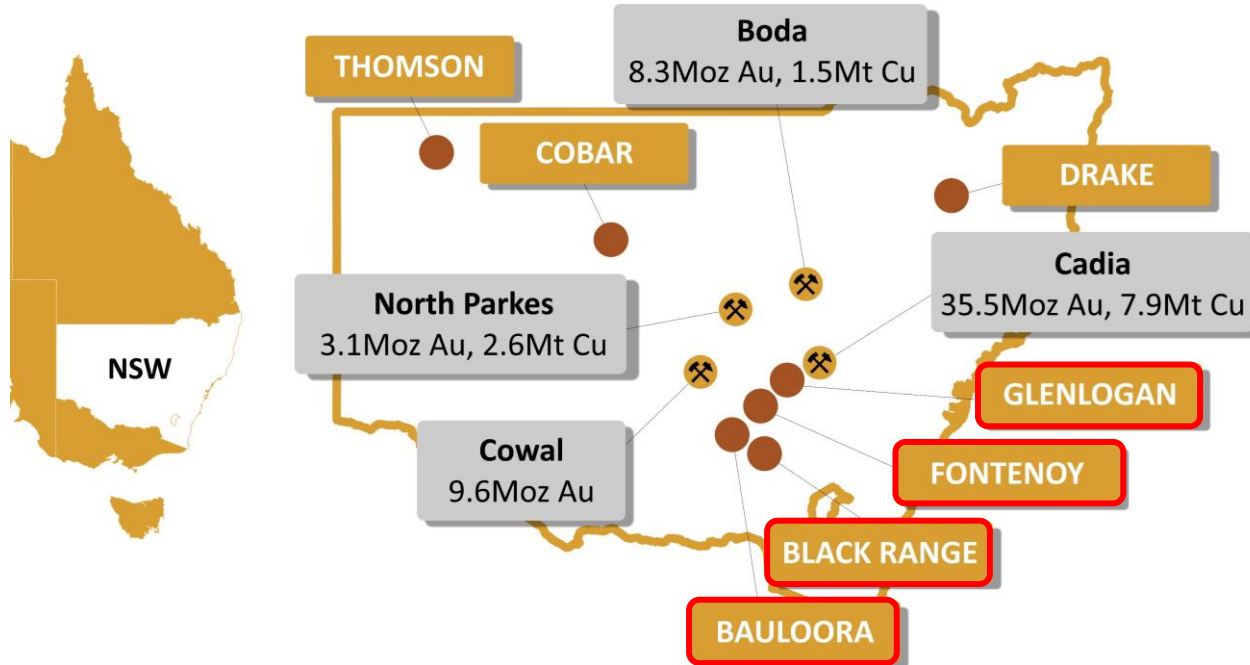 Boda
8.3Moz Au, 1.5Mt Cu
THOMSON
COBAR
DRAKE
Cadia
35.5Moz Au, 7.9Mt Cu
North Parkes
3.1Moz Au, 2.6Mt Cu
NSW
GLENLOGAN
Cowal
9.6Moz Au
FONTENOY
BLACK RANGE
BAULOORA